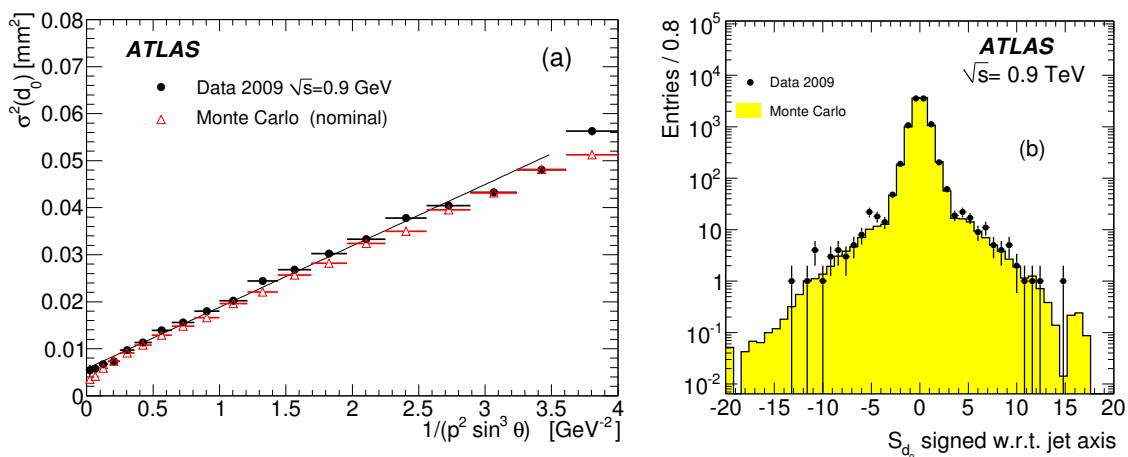 σ²(d₀) [mm²]
0.08
0.07
0.06
0.05
0.04
0.03
0.02
0.01
0
ATLAS
(a)
Data 2009 √s=0.9 GeV
Monte Carlo (nominal)
0 0.5 1 1.5 2 2.5 3 3.5 4
1/(p² sin³ θ) [GeV⁻²]
Entries / 0.8
10⁵
10⁴
10³
10²
10
1
10⁻¹
10⁻²
ATLAS
√s= 0.9 TeV
Data 2009
Monte Carlo
(b)
-20 -15 -10 -5 0 5 10 15 20
S_d₀ signed w.r.t. jet axis